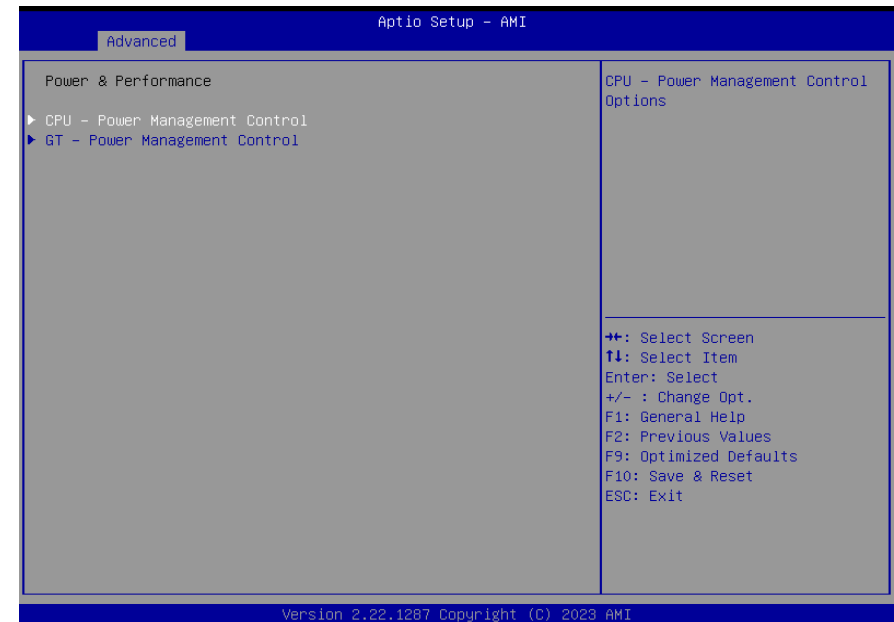 Aptio Setup – AMI
Advanced
Power & Performance
▶ CPU – Power Management Control
▶ GT – Power Management Control
CPU – Power Management Control
Options
→←: Select Screen
↑↓: Select Item
Enter: Select
+/- : Change Opt.
F1: General Help
F2: Previous Values
F9: Optimized Defaults
F10: Save & Reset
ESC: Exit
Version 2.22.1287 Copyright (C) 2023 AMI